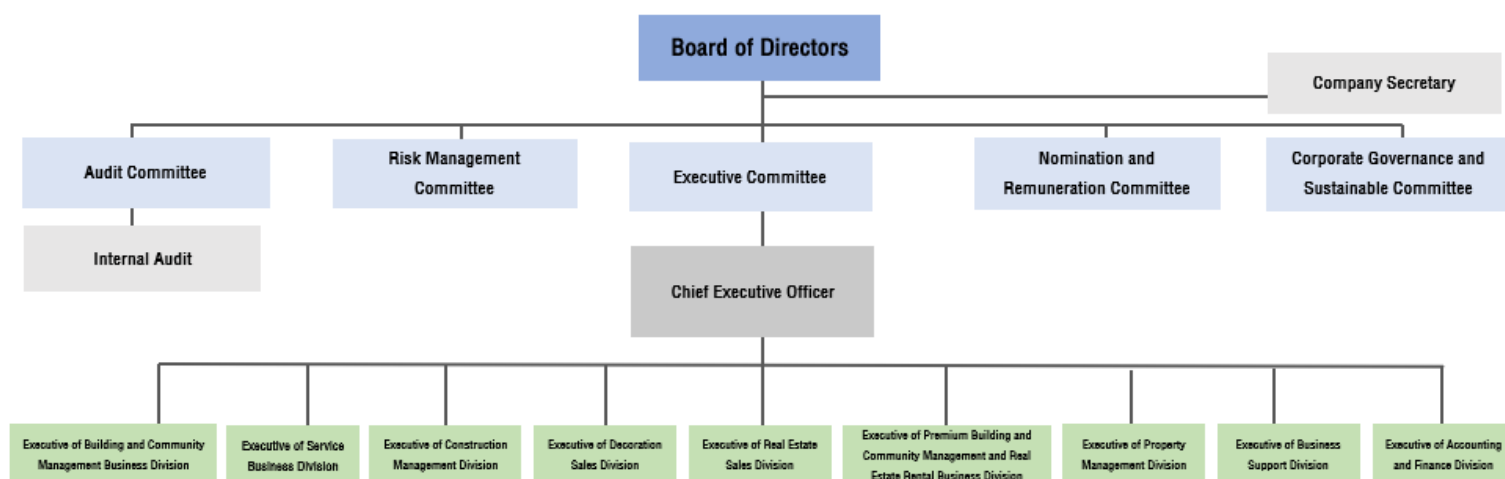 Board of Directors
Company Secretary
Audit Committee
Risk Management
Committee
Executive Committee
Nomination and
Remuneration Committee
Corporate Governance and
Sustainable Committee
Internal Audit
Chief Executive Officer
Executive of Building and Community
Management Business Division
Executive of Service
Business Division
Executive of Construction
Management Division
Executive of Decoration
Sales Division
Executive of Real Estate
Sales Division
Executive of Premium Building and
Community Management and Real
Estate Rental Business Division
Executive of Property
Management Division
Executive of Business
Support Division
Executive of Accounting
and Finance Division